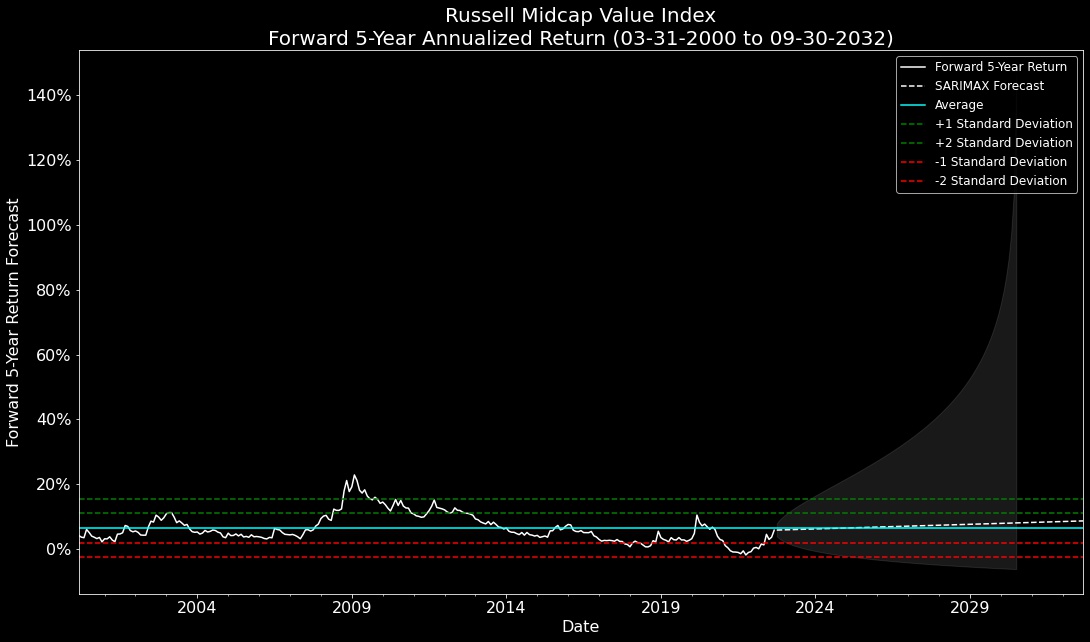 Russell Midcap Value Index
Forward 5-Year Annualized Return (03-31-2000 to 09-30-2032)
Forward 5-Year Return
SARIMAX Forecast
Average
+1 Standard Deviation
+2 Standard Deviation
-1 Standard Deviation
-2 Standard Deviation
Forward 5-Year Return Forecast
140%
120%
100%
80%
60%
40%
20%
0%
2004 2009 2014 2019 2024 2029
Date